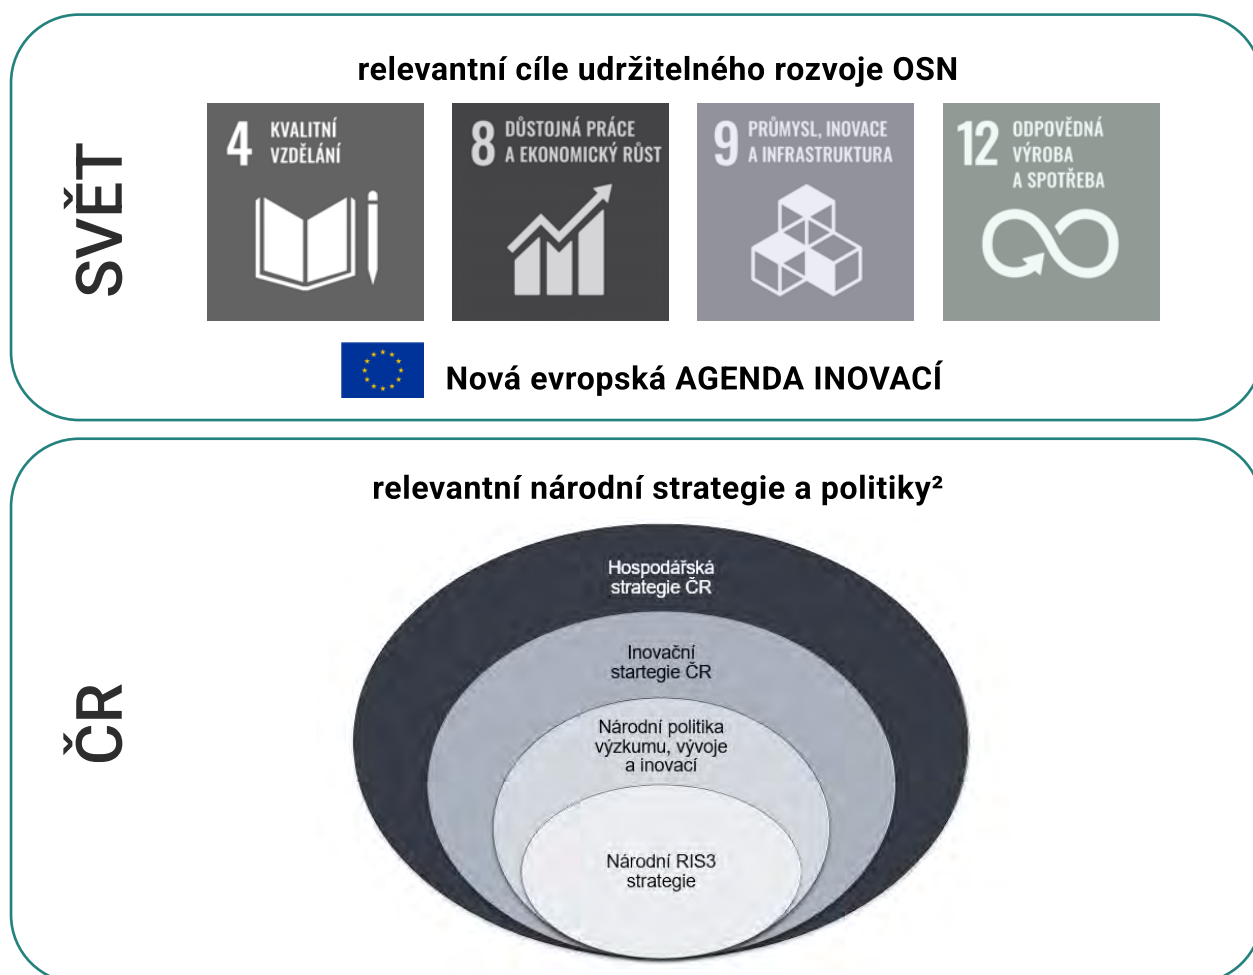 SVĚT
relevantní cíle udržitelného rozvoje OSN
4 KVALITNÍ
VZDĚLÁNÍ
8 DŮSTOJNÁ PRÁCE
A EKONOMICKÝ RŮST
9 PRŮMYSL, INOVACE
A INFRASTRUKTURA
12 ODPOVĚDNÁ
VÝROBA
A SPOTŘEBA
Nová evropská AGENDA INOVACÍ
ČR
relevantní národní strategie a politiky²
Hospodářská
strategie ČR
Inovační
startegie ČR
Národní politika
výzkumu, vývoje
a inovací
Národní RIS3
strategie